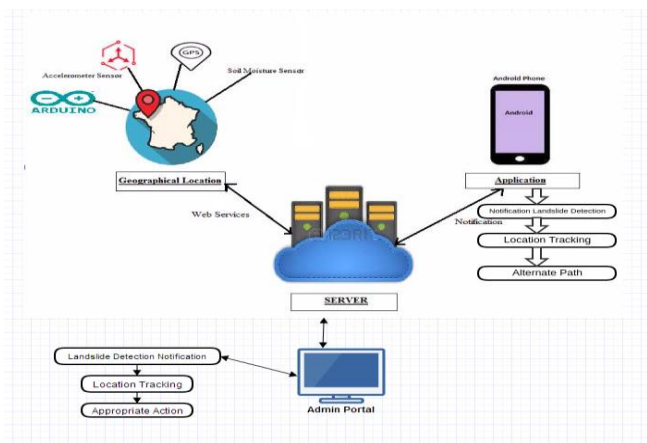 GPS
Accelerometer Sensor
Soil Moisture Sensor
ARDUINO
Geographical Location
Android Phone
Android
Application
Web Services
Notification
Notification Landslide Detection
Location Tracking
Alternate Path
SERVER
Landslide Detection Notification
Location Tracking
Appropriate Action
Admin Portal